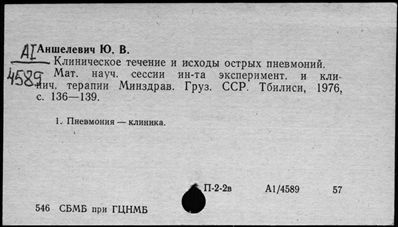 АI Аншелевич Ю. В.
Клиническое течение и исходы острых пневмоний.
4589 Мат. науч. сессии ин-та эксперимент. и кли-
нич. терапии Минздрав. Груз. ССР. Тбилиси, 1976,
с. 136—139.
1. Пневмония — клиника.
П-2-2в А1/4589 57
546 СБМБ при ГЦНМБ